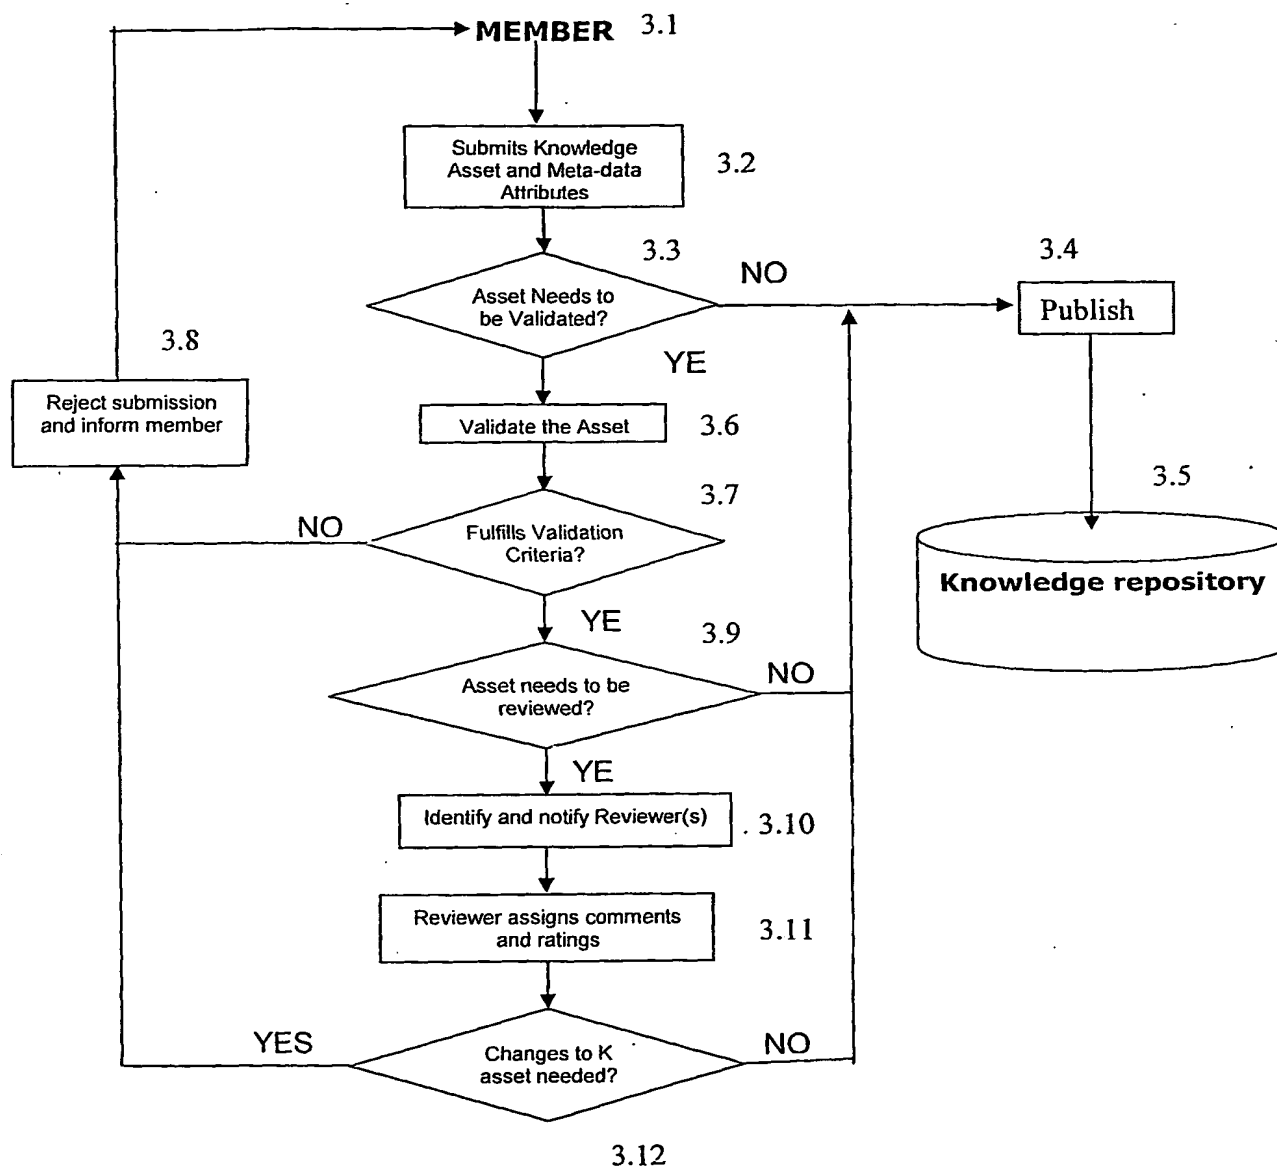 MEMBER 3.1
Submits Knowledge
Asset and Meta-data
Attributes
3.2
3.3
NO
3.4
Asset Needs to
be Validated?
Publish
YE
3.8
Reject submission
and inform member
Validate the Asset
3.6
3.7
3.5
NO
Fulfills Validation
Criteria?
Knowledge repository
YE
3.9
NO
Asset needs to be
reviewed?
YE
Identify and notify Reviewer(s)
3.10
Reviewer assigns comments
and ratings
3.11
YES
NO
Changes to K
asset needed?
3.12